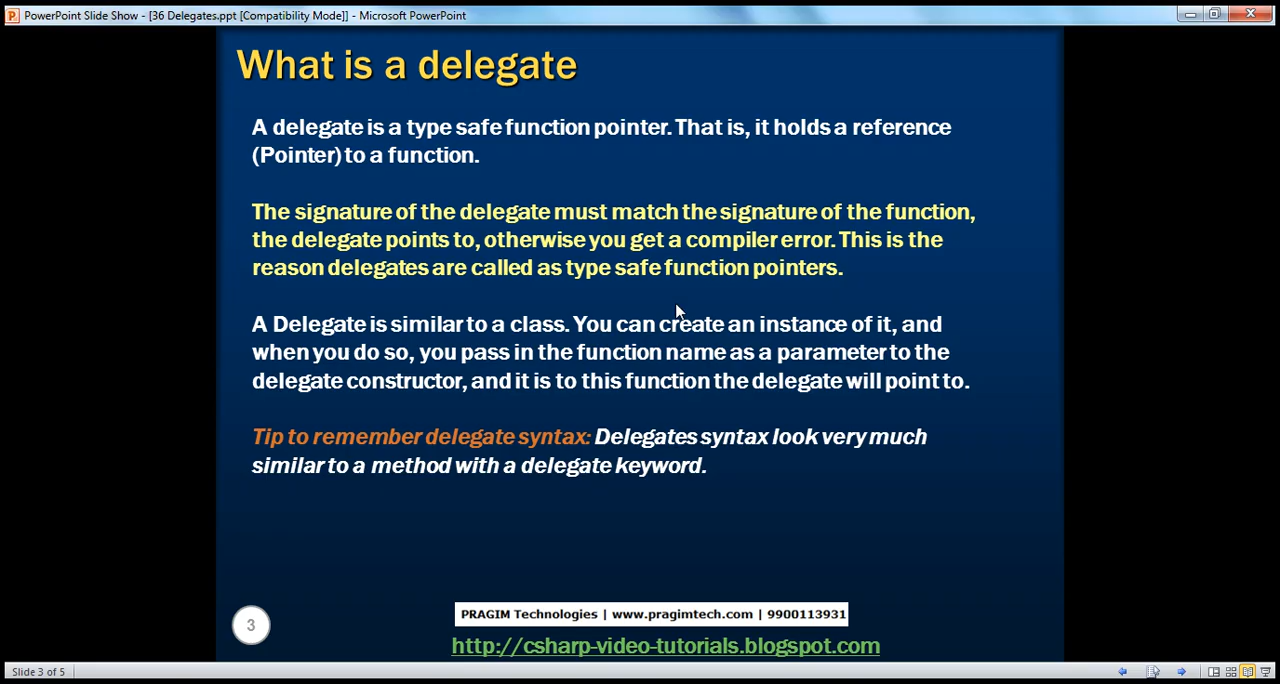 PowerPoint Slide Show - [36 Delegates.ppt [Compatibility Mode]] - Microsoft PowerPoint
What is a delegate
A delegate is a type safe function pointer. That is, it holds a reference
(Pointer) to a function.
The signature of the delegate must match the signature of the function,
the delegate points to, otherwise you get a compiler error. This is the
reason delegates are called as type safe function pointers.
A Delegate is similar to a class. You can create an instance of it, and
when you do so, you pass in the function name as a parameter to the
delegate constructor, and it is to this function the delegate will point to.
Tip to remember delegate syntax: Delegates syntax look very much
similar to a method with a delegate keyword.
PRAGIM Technologies | www.pragimtech.com | 9900113931
3
http://csharp-video-tutorials.blogspot.com
Slide 3 of 5